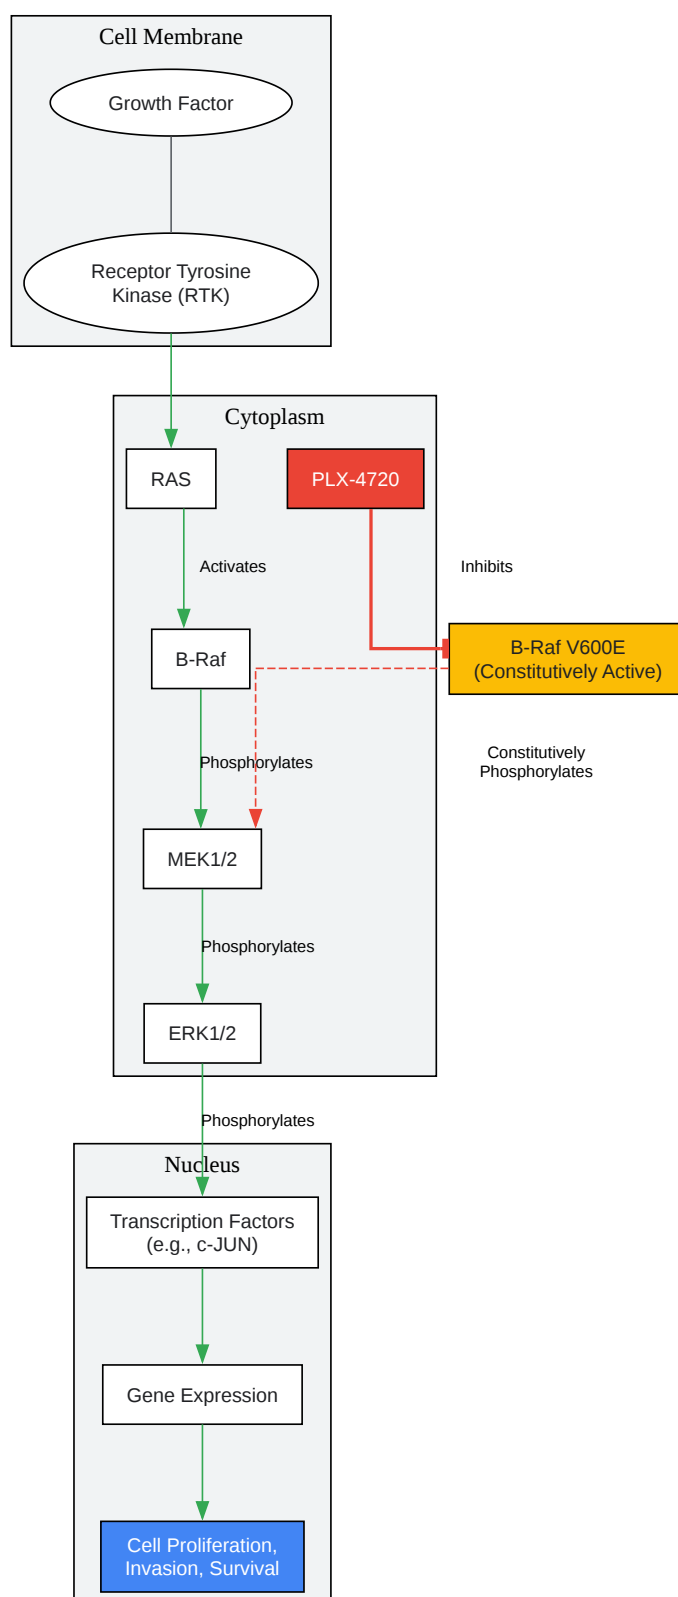 Cell Membrane
Growth Factor
Receptor Tyrosine
Kinase (RTK)
Cytoplasm
RAS
PLX-4720
Activates
Inhibits
B-Raf
B-Raf V600E
(Constitutively Active)
Phosphorylates
Constitutively
Phosphorylates
MEK1/2
Phosphorylates
ERK1/2
Phosphorylates
Nucleus
Transcription Factors
(e.g., c-JUN)
Gene Expression
Cell Proliferation,
Invasion, Survival